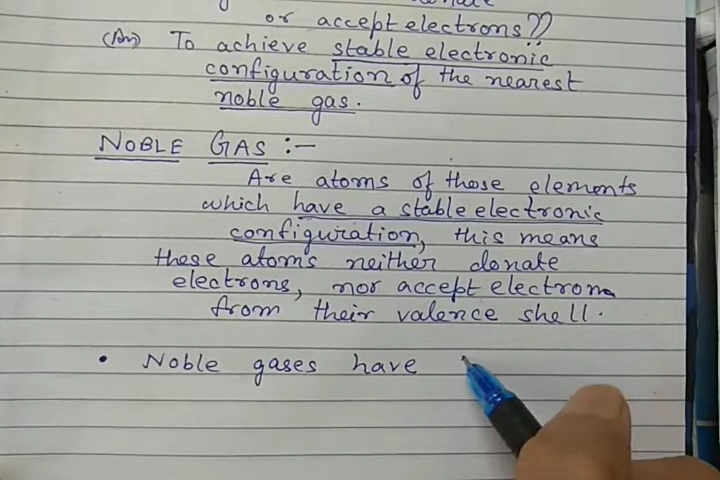 or accept electrons??
(Ans) To achieve stable electronic
configuration of the nearest
noble gas.
NOBLE GAS :-
Are atoms of those elements
which have a stable electronic
configuration, this means
these atoms neither donate
electrons, nor accept electrons
from their valence shell.
• Noble gases have